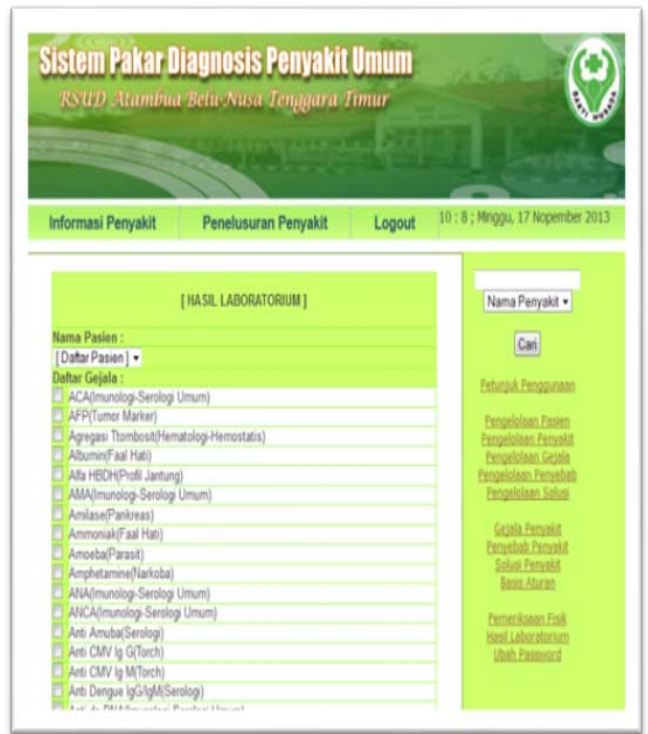 Sistem Pakar Diagnosis Penyakit Umum
RSUD Atambua Belu-Nusa Tenggara Timur
BAKTI HUSADA
Informasi Penyakit
Penelusuran Penyakit
Logout
10 : 8 ; Minggu, 17 Nopember 2013
[ HASIL LABORATORIUM ]
Nama Pasien :
[ Daftar Pasien ]
Daftar Gejala :
ACA(Imunologi-Serologi Umum)
AFP(Tumor Marker)
Agregasi Ttombosit(Hematologi-Hemostatis)
Albumin(Faal Hati)
Alfa HBDH(Profil Jantung)
AMA(Imunologi-Serologi Umum)
Amilase(Pankreas)
Ammoniak(Faal Hati)
Amoeba(Parasit)
Amphetamine(Narkoba)
ANA(Imunologi-Serologi Umum)
ANCA(Imunologi-Serologi Umum)
Anti Amuba(Serologi)
Anti CMV Ig G(Torch)
Anti CMV Ig M(Torch)
Anti Dengue IgG/IgM(Serologi)
Nama Penyakit
Cari
Petunjuk Penggunaan
Pengelolaan Pasien
Pengelolaan Penyakit
Pengelolaan Gejala
Pengelolaan Penyebab
Pengelolaan Solusi
Gejala Penyakit
Penyebab Penyakit
Solusi Penyakit
Basis Aturan
Pemeriksaan Fisik
Hasil Laboratorium
Ubah Password